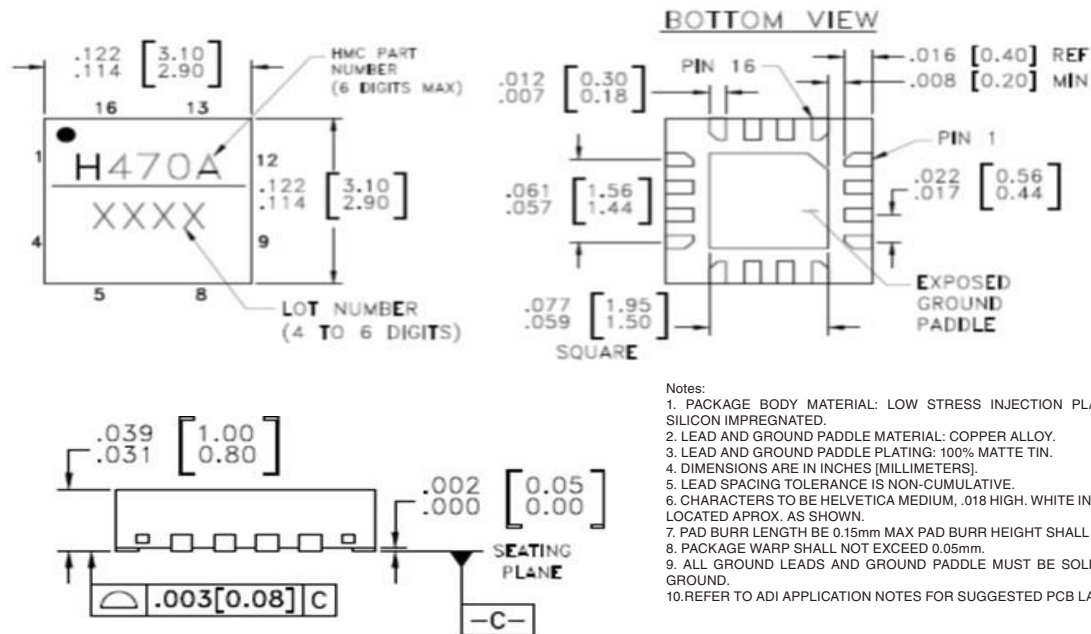 BOTTOM VIEW
.122 [3.10]
.114 [2.90]
HMC PART
NUMBER
(6 DIGITS MAX)
16 13
1
H470A
12
XXXX
4
9
5 8
.122 [3.10]
.114 [2.90]
LOT NUMBER
(4 TO 6 DIGITS)
.012 [0.30]
.007 [0.18]
PIN 16
.016 [0.40] REF
.008 [0.20] MIN
PIN 1
.061 [1.56]
.057 [1.44]
.022 [0.56]
.017 [0.44]
.077 [1.95]
.059 [1.50]
SQUARE
EXPOSED
GROUND
PADDLE
.039 [1.00]
.031 [0.80]
.002 [0.05]
.000 [0.00]
SEATING
PLANE
.003[0.08] C
-C-
Notes:
1. PACKAGE BODY MATERIAL: LOW STRESS INJECTION PLA
SILICON IMPREGNATED.
2. LEAD AND GROUND PADDLE MATERIAL: COPPER ALLOY.
3. LEAD AND GROUND PADDLE PLATING: 100% MATTE TIN.
4. DIMENSIONS ARE IN INCHES [MILLIMETERS].
5. LEAD SPACING TOLERANCE IS NON-CUMULATIVE.
6. CHARACTERS TO BE HELVETICA MEDIUM, .018 HIGH. WHITE IN
LOCATED APROX. AS SHOWN.
7. PAD BURR LENGTH BE 0.15mm MAX PAD BURR HEIGHT SHALL
8. PACKAGE WARP SHALL NOT EXCEED 0.05mm.
9. ALL GROUND LEADS AND GROUND PADDLE MUST BE SOL
GROUND.
10.REFER TO ADI APPLICATION NOTES FOR SUGGESTED PCB LA